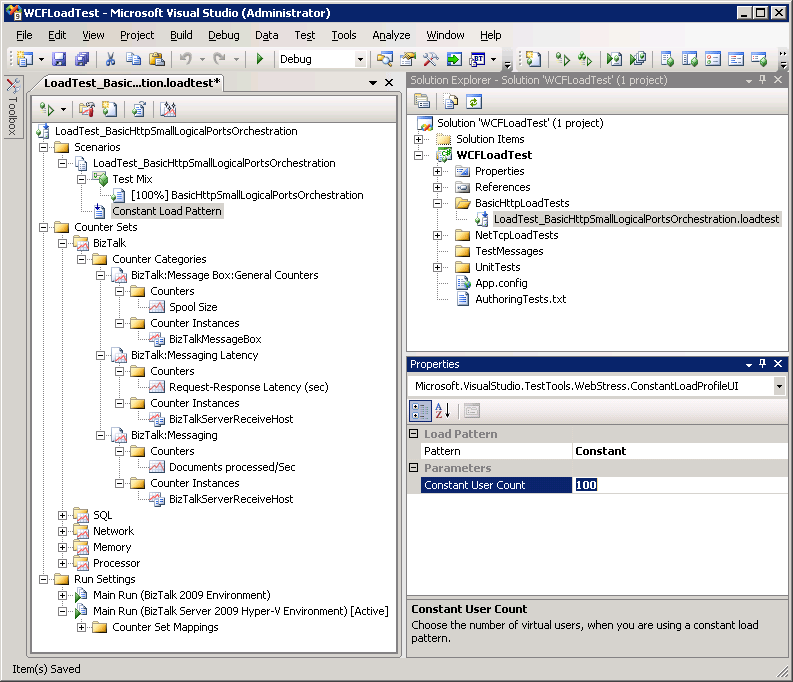 WCFLoadTest - Microsoft Visual Studio (Administrator)
File Edit View Project Build Debug Data Test Tools Analyze Window Help
Debug
Toolbox
LoadTest_Basic...tion.loadtest*
LoadTest_BasicHttpSmallLogicalPortsOrchestration
Scenarios
LoadTest_BasicHttpSmallLogicalPortsOrchestration
Test Mix
[100%] BasicHttpSmallLogicalPortsOrchestration
Constant Load Pattern
Counter Sets
BizTalk
Counter Categories
BizTalk:Message Box:General Counters
Counters
Spool Size
Counter Instances
BizTalkMessageBox
BizTalk:Messaging Latency
Counters
Request-Response Latency (sec)
Counter Instances
BizTalkServerReceiveHost
BizTalk:Messaging
Counters
Documents processed/Sec
Counter Instances
BizTalkServerReceiveHost
SQL
Network
Memory
Processor
Run Settings
Main Run (BizTalk 2009 Environment)
Main Run (BizTalk Server 2009 Hyper-V Environment) [Active]
Counter Set Mappings
Solution Explorer - Solution 'WCFLoadTest' (1 project)
Solution 'WCFLoadTest' (1 project)
Solution Items
WCFLoadTest
Properties
References
BasicHttpLoadTests
LoadTest_BasicHttpSmallLogicalPortsOrchestration.loadtest
NetTcpLoadTests
TestMessages
UnitTests
App.config
AuthoringTests.txt
Properties
Microsoft.VisualStudio.TestTools.WebStress.ConstantLoadProfileUI
Load Pattern
Pattern Constant
Parameters
Constant User Count 100
Constant User Count
Choose the number of virtual users, when you are using a constant load
pattern.
Item(s) Saved